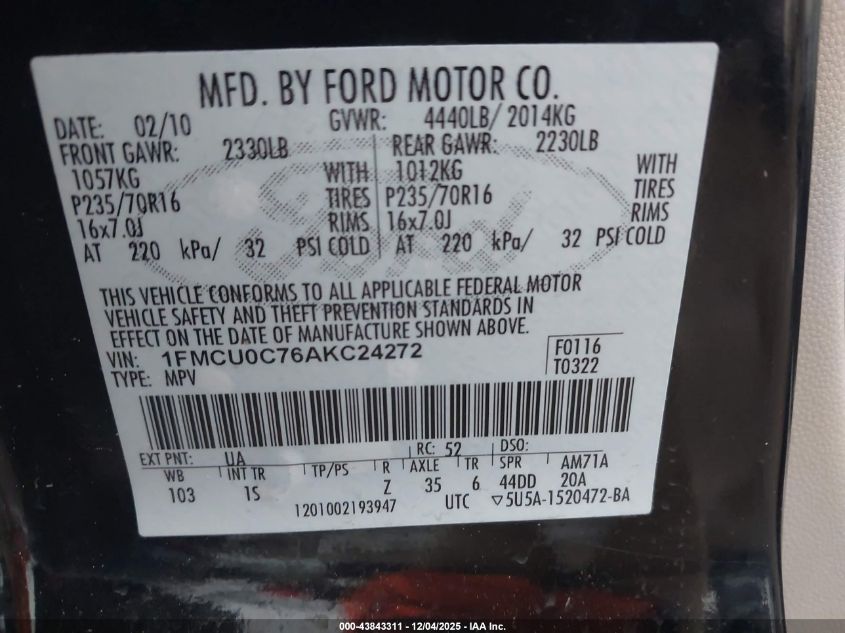 MFD. BY FORD MOTOR CO.
DATE: 02/10 GVWR: 4440LB/ 2014KG
FRONT GAWR: 2330LB REAR GAWR: 2230LB
1057KG WITH 1012KG WITH
P235/70R16 TIRES P235/70R16 TIRES
16x7.0J RIMS 16x7.0J RIMS
AT 220 kPa/ 32 PSI COLD AT 220 kPa/ 32 PSI COLD
Ford
THIS VEHICLE CONFORMS TO ALL APPLICABLE FEDERAL MOTOR
VEHICLE SAFETY AND THEFT PREVENTION STANDARDS IN
EFFECT ON THE DATE OF MANUFACTURE SHOWN ABOVE.
VIN: 1FMCU0C76AKC24272 F0116
TYPE: MPV T0322
EXT PNT: UA RC: 52 DSO:
WB INT TR TP/PS R AXLE TR SPR AM71A
103 1S Z 35 6 44DD 20A
1201002193947 UTC ▽5U5A-1520472-BA
000-43843311 - 12/04/2025 - IAA Inc.